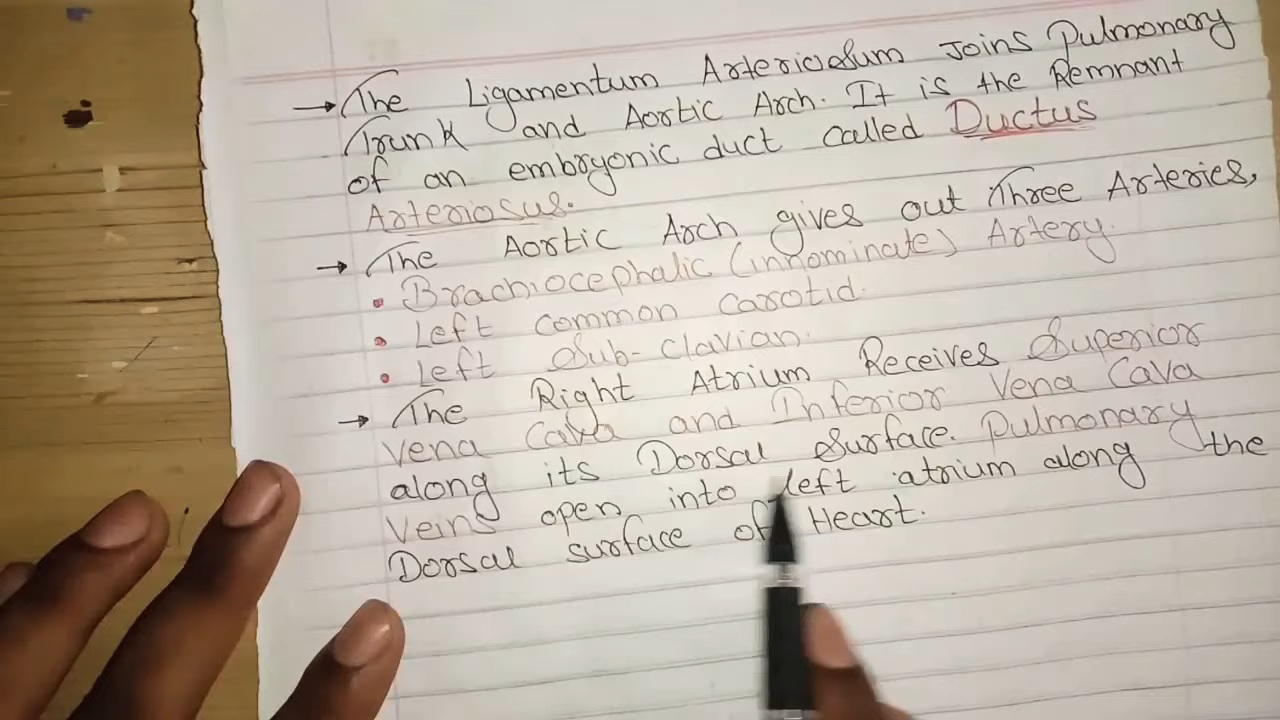 → The Ligamentum Arteriosum Joins Pulmonary
Trunk and Aortic Arch. It is the Remnant
of an embryonic duct called Ductus
Arteriosus.
→ The Aortic Arch gives out Three Arteries,
• Brachiocephalic (innominate) Artery.
• Left common carotid.
• Left Sub-clavian.
→ The Right Atrium Receives Superior
Vena Cava and Inferior Vena Cava
along its Dorsal Surface. Pulmonary
Veins open into left atrium along the
Dorsal surface of Heart.